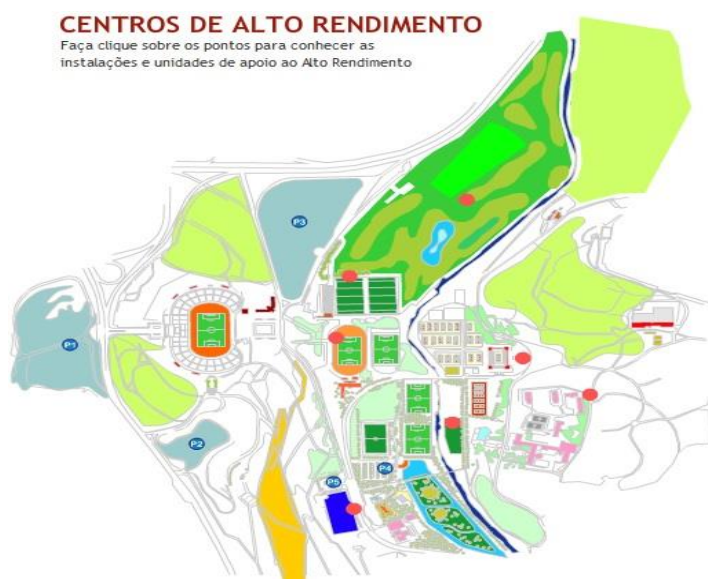 CENTROS DE ALTO RENDIMENTO
Faça clique sobre os pontos para conhecer as
instalações e unidades de apoio ao Alto Rendimento
P3
P1
P2
P4
P5